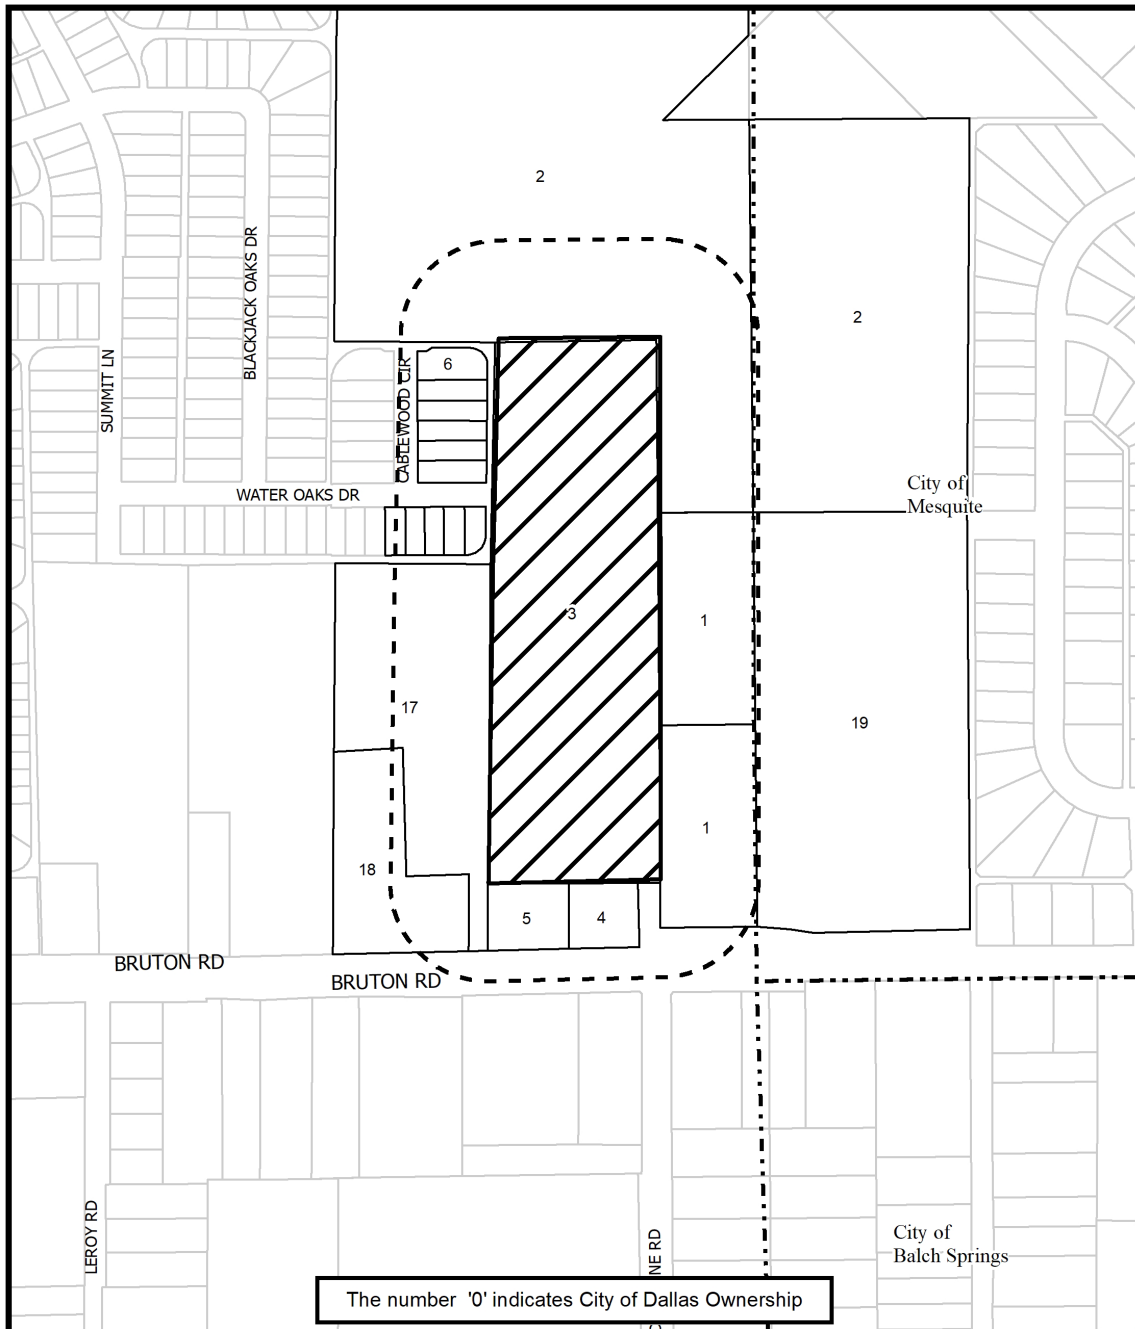 2
2
BLACKJACK OAKS DR
SUMMIT LN
CABLEWOOD CIR
6
WATER OAKS DR
City of
Mesquite
3
1
17
19
1
18
5
4
BRUTON RD
BRUTON RD
LEROY RD
NE RD
City of
Balch Springs
The number '0' indicates City of Dallas Ownership